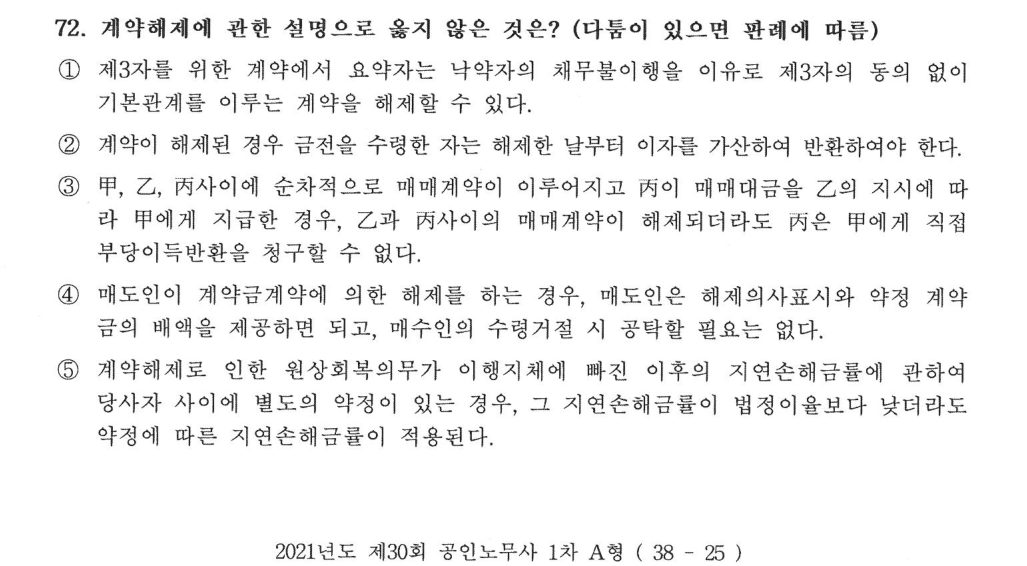 72. 계약해제에 관한 설명으로 옳지 않은 것은? (다툼이 있으면 판례에 따름)
① 제3자를 위한 계약에서 요약자는 낙약자의 채무불이행을 이유로 제3자의 동의 없이
기본관계를 이루는 계약을 해제할 수 있다.
② 계약이 해제된 경우 금전을 수령한 자는 해제한 날부터 이자를 가산하여 반환하여야 한다.
③ 甲, 乙, 丙사이에 순차적으로 매매계약이 이루어지고 丙이 매매대금을 乙의 지시에 따
라 甲에게 지급한 경우, 乙과 丙사이의 매매계약이 해제되더라도 丙은 甲에게 직접
부당이득반환을 청구할 수 없다.
④ 매도인이 계약금계약에 의한 해제를 하는 경우, 매도인은 해제의사표시와 약정 계약
금의 배액을 제공하면 되고, 매수인의 수령거절 시 공탁할 필요는 없다.
⑤ 계약해제로 인한 원상회복의무가 이행지체에 빠진 이후의 지연손해금률에 관하여
당사자 사이에 별도의 약정이 있는 경우, 그 지연손해금률이 법정이율보다 낮더라도
약정에 따른 지연손해금률이 적용된다.
2021년도 제30회 공인노무사 1차 A형 ( 38 - 25 )